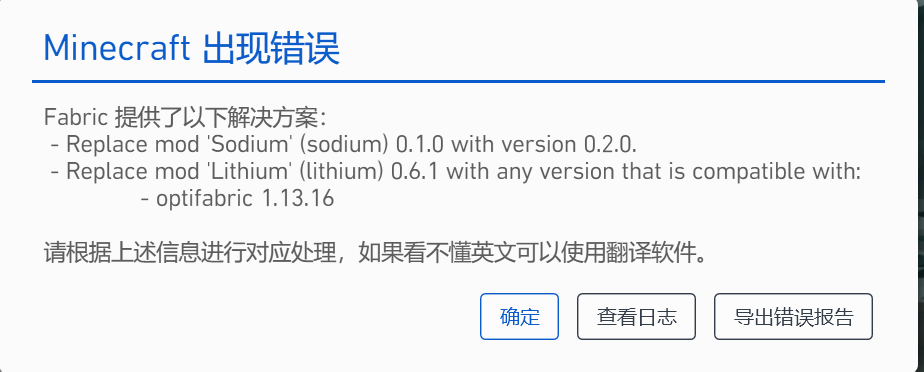 Minecraft 出现错误
Fabric 提供了以下解决方案：
- Replace mod 'Sodium' (sodium) 0.1.0 with version 0.2.0.
- Replace mod 'Lithium' (lithium) 0.6.1 with any version that is compatible with:
- optifabric 1.13.16
请根据上述信息进行对应处理，如果看不懂英文可以使用翻译软件。
确定 查看日志 导出错误报告